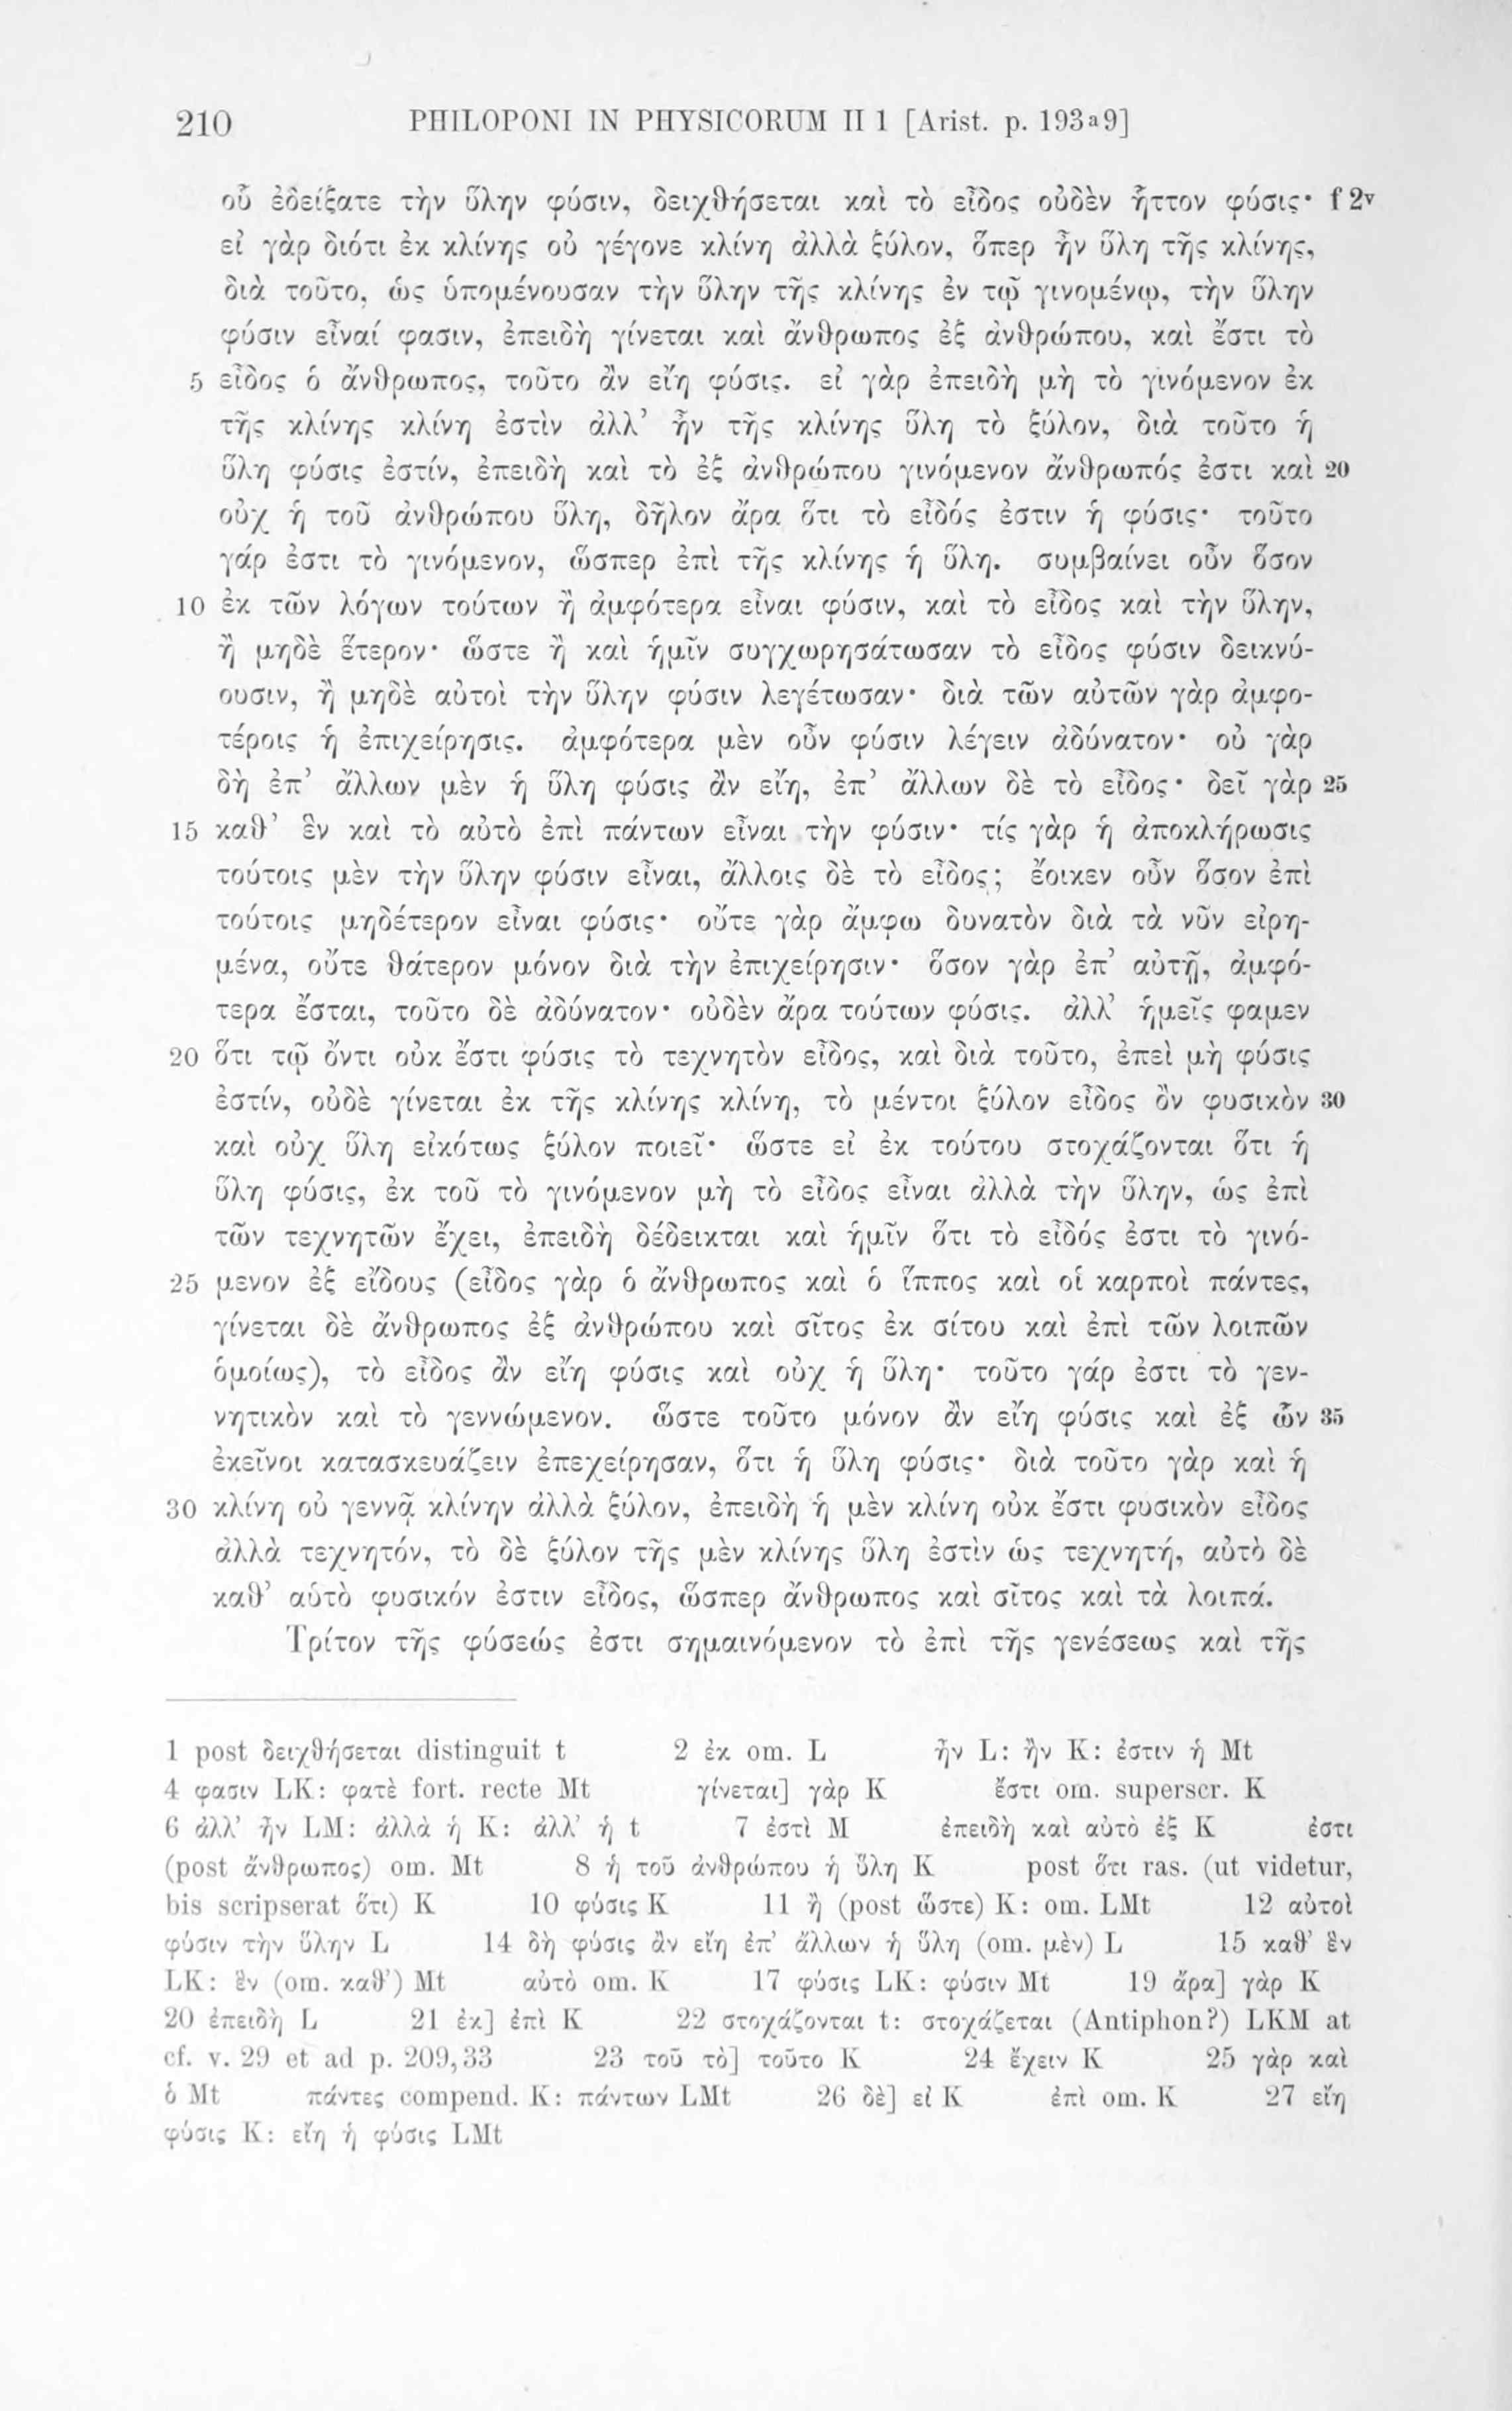 210 PHILOPONI IN PHYSICORUM II 1 [Arist. p. 193ᵃ9]
οὗ ἐδείξατε τὴν ὕλην φύσιν, δειχθήσεται καὶ τὸ εἶδος οὐδὲν ἧττον φύσις· f 2ᵛ
εἰ γὰρ διότι ἐκ κλίνης οὐ γέγονε κλίνη ἀλλὰ ξύλον, ὅπερ ἦν ὕλη τῆς κλίνης,
διὰ τοῦτο, ὡς ὑπομένουσαν τὴν ὕλην τῆς κλίνης ἐν τῷ γινομένῳ, τὴν ὕλην
φύσιν εἶναί φασιν, ἐπειδὴ γίνεται καὶ ἄνθρωπος ἐξ ἀνθρώπου, καὶ ἔστι τὸ
5 εἶδος ὁ ἄνθρωπος, τοῦτο ἂν εἴη φύσις. εἰ γὰρ ἐπειδὴ μὴ τὸ γινόμενον ἐκ
τῆς κλίνης κλίνη ἐστὶν ἀλλ’ ἦν τῆς κλίνης ὕλη τὸ ξύλον, διὰ τοῦτο ἡ
ὕλη φύσις ἐστίν, ἐπειδὴ καὶ τὸ ἐξ ἀνθρώπου γινόμενον ἄνθρωπός ἐστι καὶ 20
οὐχ ἡ τοῦ ἀνθρώπου ὕλη, δῆλον ἄρα ὅτι τὸ εἶδός ἐστιν ἡ φύσις· τοῦτο
γάρ ἐστι τὸ γινόμενον, ὥσπερ ἐπὶ τῆς κλίνης ἡ ὕλη. συμβαίνει οὖν ὅσον
10 ἐκ τῶν λόγων τούτων ἢ ἀμφότερα εἶναι φύσιν, καὶ τὸ εἶδος καὶ τὴν ὕλην,
ἢ μηδὲ ἕτερον· ὥστε ἢ καὶ ἡμῖν συγχωρησάτωσαν τὸ εἶδος φύσιν δεικνύ-
ουσιν, ἢ μηδὲ αὐτοὶ τὴν ὕλην φύσιν λεγέτωσαν· διὰ τῶν αὐτῶν γὰρ ἀμφο-
τέροις ἡ ἐπιχείρησις. ἀμφότερα μὲν οὖν φύσιν λέγειν ἀδύνατον· οὐ γὰρ
δὴ ἐπ’ ἄλλων μὲν ἡ ὕλη φύσις ἂν εἴη, ἐπ’ ἄλλων δὲ τὸ εἶδος· δεῖ γὰρ 25
15 καθ’ ἓν καὶ τὸ αὐτὸ ἐπὶ πάντων εἶναι τὴν φύσιν· τίς γὰρ ἡ ἀποκλήρωσις
τούτοις μὲν τὴν ὕλην φύσιν εἶναι, ἄλλοις δὲ τὸ εἶδος; ἔοικεν οὖν ὅσον ἐπὶ
τούτοις μηδέτερον εἶναι φύσις· οὔτε γὰρ ἄμφω δυνατὸν διὰ τὰ νῦν εἰρη-
μένα, οὔτε θάτερον μόνον διὰ τὴν ἐπιχείρησιν· ὅσον γὰρ ἐπ’ αὐτῇ, ἀμφό-
τερα ἔσται, τοῦτο δὲ ἀδύνατον· οὐδὲν ἄρα τούτων φύσις. ἀλλ’ ἡμεῖς φαμεν
20 ὅτι τῷ ὄντι οὐκ ἔστι φύσις τὸ τεχνητὸν εἶδος, καὶ διὰ τοῦτο, ἐπεὶ μὴ φύσις
ἐστίν, οὐδὲ γίνεται ἐκ τῆς κλίνης κλίνη, τὸ μέντοι ξύλον εἶδος ὂν φυσικὸν 30
καὶ οὐχ ὕλη εἰκότως ξύλον ποιεῖ· ὥστε εἰ ἐκ τούτου στοχάζονται ὅτι ἡ
ὕλη φύσις, ἐκ τοῦ τὸ γινόμενον μὴ τὸ εἶδος εἶναι ἀλλὰ τὴν ὕλην, ὡς ἐπὶ
τῶν τεχνητῶν ἔχει, ἐπειδὴ δέδεικται καὶ ἡμῖν ὅτι τὸ εἶδός ἐστι τὸ γινό-
25 μενον ἐξ εἴδους (εἶδος γὰρ ὁ ἄνθρωπος καὶ ὁ ἵππος καὶ οἱ καρποὶ πάντες,
γίνεται δὲ ἄνθρωπος ἐξ ἀνθρώπου καὶ σῖτος ἐκ σίτου καὶ ἐπὶ τῶν λοιπῶν
ὁμοίως), τὸ εἶδος ἂν εἴη φύσις καὶ οὐχ ἡ ὕλη· τοῦτο γάρ ἐστι τὸ γεν-
νητικὸν καὶ τὸ γεννώμενον. ὥστε τοῦτο μόνον ἂν εἴη φύσις καὶ ἐξ ὧν 35
ἐκεῖνοι κατασκευάζειν ἐπεχείρησαν, ὅτι ἡ ὕλη φύσις· διὰ τοῦτο γὰρ καὶ ἡ
30 κλίνη οὐ γεννᾷ κλίνην ἀλλὰ ξύλον, ἐπειδὴ ἡ μὲν κλίνη οὐκ ἔστι φυσικὸν εἶδος
ἀλλὰ τεχνητόν, τὸ δὲ ξύλον τῆς μὲν κλίνης ὕλη ἐστὶν ὡς τεχνητή, αὐτὸ δὲ
καθ’ αὑτὸ φυσικόν ἐστιν εἶδος, ὥσπερ ἄνθρωπος καὶ σῖτος καὶ τὰ λοιπά.
Τρίτον τῆς φύσεώς ἐστι σημαινόμενον τὸ ἐπὶ τῆς γενέσεως καὶ τῆς
1 post δειχθήσεται distinguit t 2 ἐκ om. L ἦν L: ἣν K: ἐστιν ἡ Mt
4 φασιν LK: φατὲ fort. recte Mt γίνεται] γὰρ K ἔστι om. superscr. K
6 ἀλλ’ ἦν LM: ἀλλὰ ἡ K: ἀλλ’ ἡ t 7 ἐστὶ M ἐπειδὴ καὶ αὐτὸ ἐξ K ἐστι
(post ἄνθρωπος) om. Mt 8 ἡ τοῦ ἀνθρώπου ἡ ὕλη K post ὅτι ras. (ut videtur,
bis scripserat ὅτι) K 10 φύσις K 11 ἢ (post ὥστε) K: om. LMt 12 αὐτοὶ
φύσιν τὴν ὕλην L 14 δὴ φύσις ἂν εἴη ἐπ’ ἄλλων ἡ ὕλη (om. μὲν) L 15 καθ’ ἓν
LK: ἓν (om. καθ’) Mt αὐτὸ om. K 17 φύσις LK: φύσιν Mt 19 ἄρα] γὰρ K
20 ἐπειδὴ L 21 ἐκ] ἐπὶ K 22 στοχάζονται t: στοχάζεται (Antiphon?) LKM at
cf. v. 29 et ad p. 209,33 23 τοῦ τὸ] τοῦτο K 24 ἔχειν K 25 γὰρ καὶ
ὁ Mt πάντες compend. K: πάντων LMt 26 δὲ] εἰ K ἐπὶ om. K 27 εἴη
φύσις K: εἴη ἡ φύσις LMt